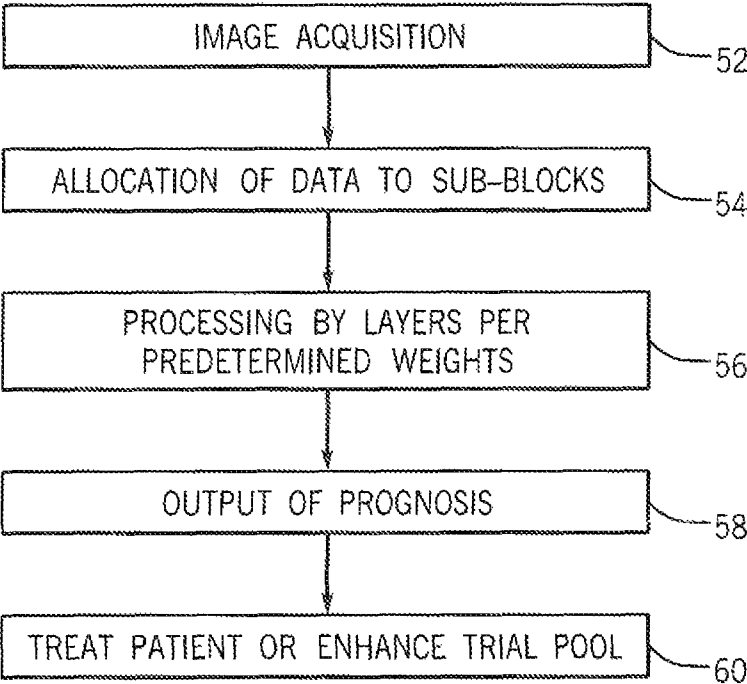 IMAGE ACQUISITION
52
ALLOCATION OF DATA TO SUB-BLOCKS
54
PROCESSING BY LAYERS PER
PREDETERMINED WEIGHTS
56
OUTPUT OF PROGNOSIS
58
TREAT PATIENT OR ENHANCE TRIAL POOL
60